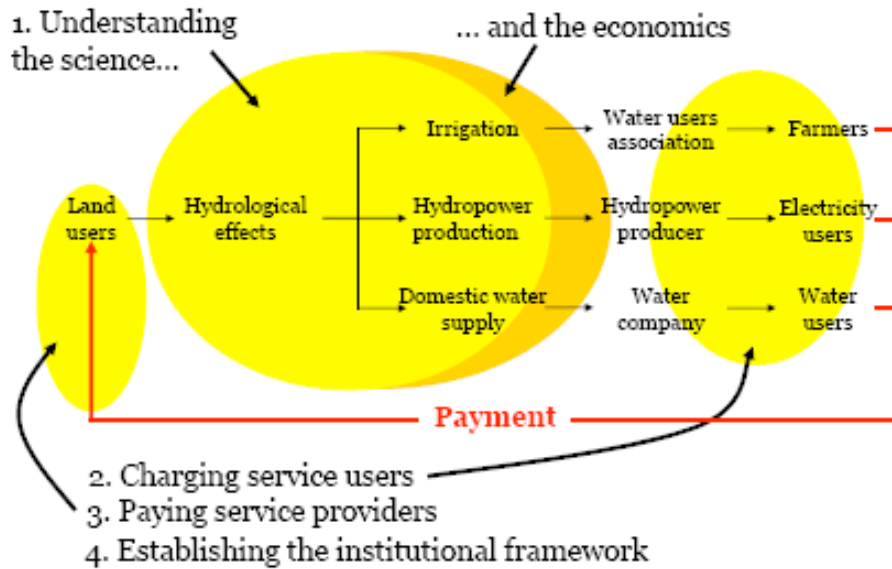 1. Understanding
the science...
... and the economics
Irrigation
Water users
association
Farmers
Land
users
Hydrological
effects
Hydropower
production
Hydropower
producer
Electricity
users
Domestic water
supply
Water
company
Water
users
Payment
2. Charging service users
3. Paying service providers
4. Establishing the institutional framework